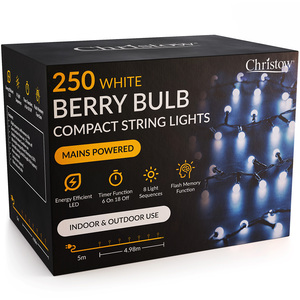 Christow
250 WHITE
BERRY BULB
COMPACT STRING LIGHTS
MAINS POWERED
Energy Efficient
LED
Timer Function
6 On 18 Off
8 Light
Sequences
Flash Memory
Function
INDOOR & OUTDOOR USE
5m
4.98m